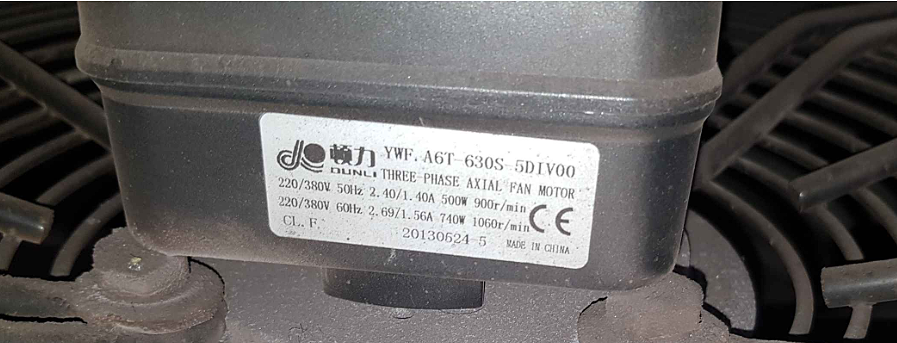 顿力 YWF. A6T-630S-5DIV00
DUNLI THREE-PHASE AXIAL FAN MOTOR
220/380V 50Hz 2.40/1.40A 500W 900r/min
220/380V 60Hz 2.69/1.56A 740W 1060r/min CE
CL. F. 20130624-5 MADE IN CHINA